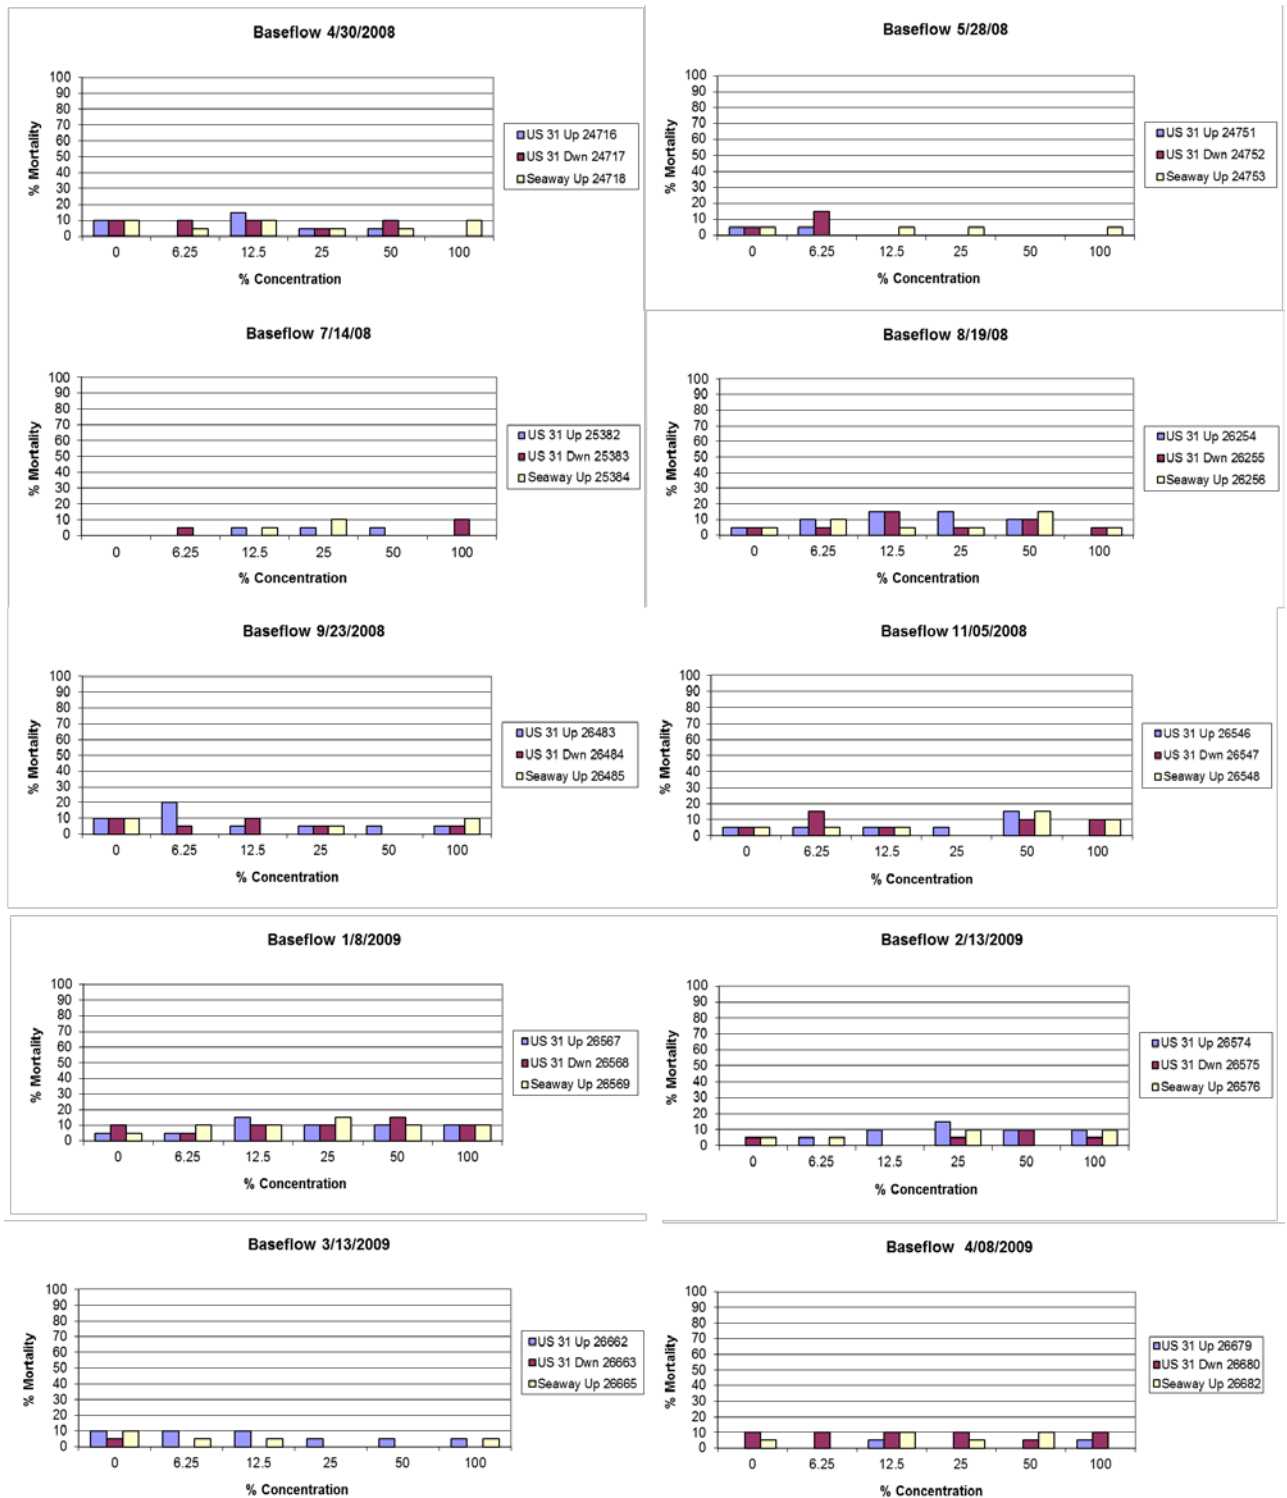 Baseflow 4/30/2008
% Mortality
100
90
80
70
60
50
40
30
20
10
0
0 6.25 12.5 25 50 100
% Concentration
US 31 Up 24716
US 31 Dwn 24717
Seaway Up 24718
Baseflow 5/28/08
% Mortality
100
90
80
70
60
50
40
30
20
10
0
0 6.25 12.5 25 50 100
% Concentration
US 31 Up 24751
US 31 Dwn 24752
Seaway Up 24753
Baseflow 7/14/08
% Mortality
100
90
80
70
60
50
40
30
20
10
0
0 6.25 12.5 25 50 100
% Concentration
US 31 Up 25382
US 31 Dwn 25383
Seaway Up 25384
Baseflow 8/19/08
% Mortality
100
90
80
70
60
50
40
30
20
10
0
0 6.25 12.5 25 50 100
% Concentration
US 31 Up 26254
US 31 Dwn 26255
Seaway Up 26256
Baseflow 9/23/2008
% Mortality
100
90
80
70
60
50
40
30
20
10
0
0 6.25 12.5 25 50 100
% Concentration
US 31 Up 26483
US 31 Dwn 26484
Seaway Up 26485
Baseflow 11/05/2008
% Mortality
100
90
80
70
60
50
40
30
20
10
0
0 6.25 12.5 25 50 100
% Concentration
US 31 Up 26546
US 31 Dwn 26547
Seaway Up 26548
Baseflow 1/8/2009
% Mortality
100
90
80
70
60
50
40
30
20
10
0
0 6.25 12.5 25 50 100
% Concentration
US 31 Up 26567
US 31 Dwn 26568
Seaway Up 26569
Baseflow 2/13/2009
% Mortality
100
90
80
70
60
50
40
30
20
10
0
0 6.25 12.5 25 50 100
% Concentration
US 31 Up 26574
US 31 Dwn 26575
Seaway Up 26576
Baseflow 3/13/2009
% Mortality
100
90
80
70
60
50
40
30
20
10
0
0 6.25 12.5 25 50 100
% Concentration
US 31 Up 26662
US 31 Dwn 26663
Seaway Up 26665
Baseflow 4/08/2009
% Mortality
100
90
80
70
60
50
40
30
20
10
0
0 6.25 12.5 25 50 100
% Concentration
US 31 Up 26679
US 31 Dwn 26680
Seaway Up 26682